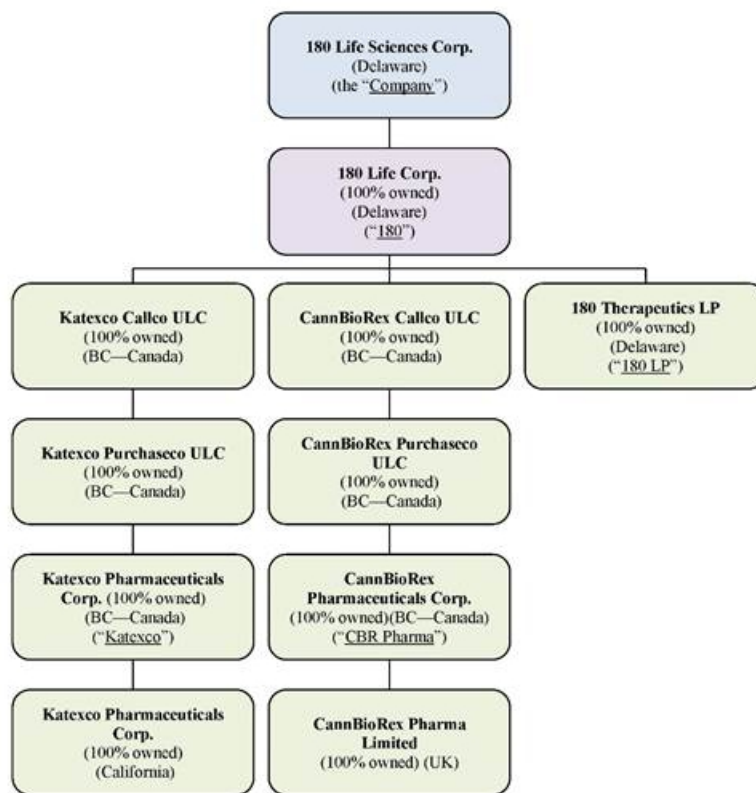 180 Life Sciences Corp.
(Delaware)
(the “Company”)
180 Life Corp.
(100% owned)
(Delaware)
(“180”)
Katexco Callco ULC
(100% owned)
(BC—Canada)
CannBioRex Callco ULC
(100% owned)
(BC—Canada)
180 Therapeutics LP
(100% owned)
(Delaware)
(“180 LP”)
Katexco Purchaseco ULC
(100% owned)
(BC—Canada)
CannBioRex Purchaseco
ULC
(100% owned)
(BC—Canada)
Katexco Pharmaceuticals
Corp. (100% owned)
(BC—Canada)
(“Katexco”)
CannBioRex
Pharmaceuticals Corp.
(100% owned)(BC—Canada)
(“CBR Pharma”)
Katexco Pharmaceuticals
Corp.
(100% owned)
(California)
CannBioRex Pharma
Limited
(100% owned) (UK)